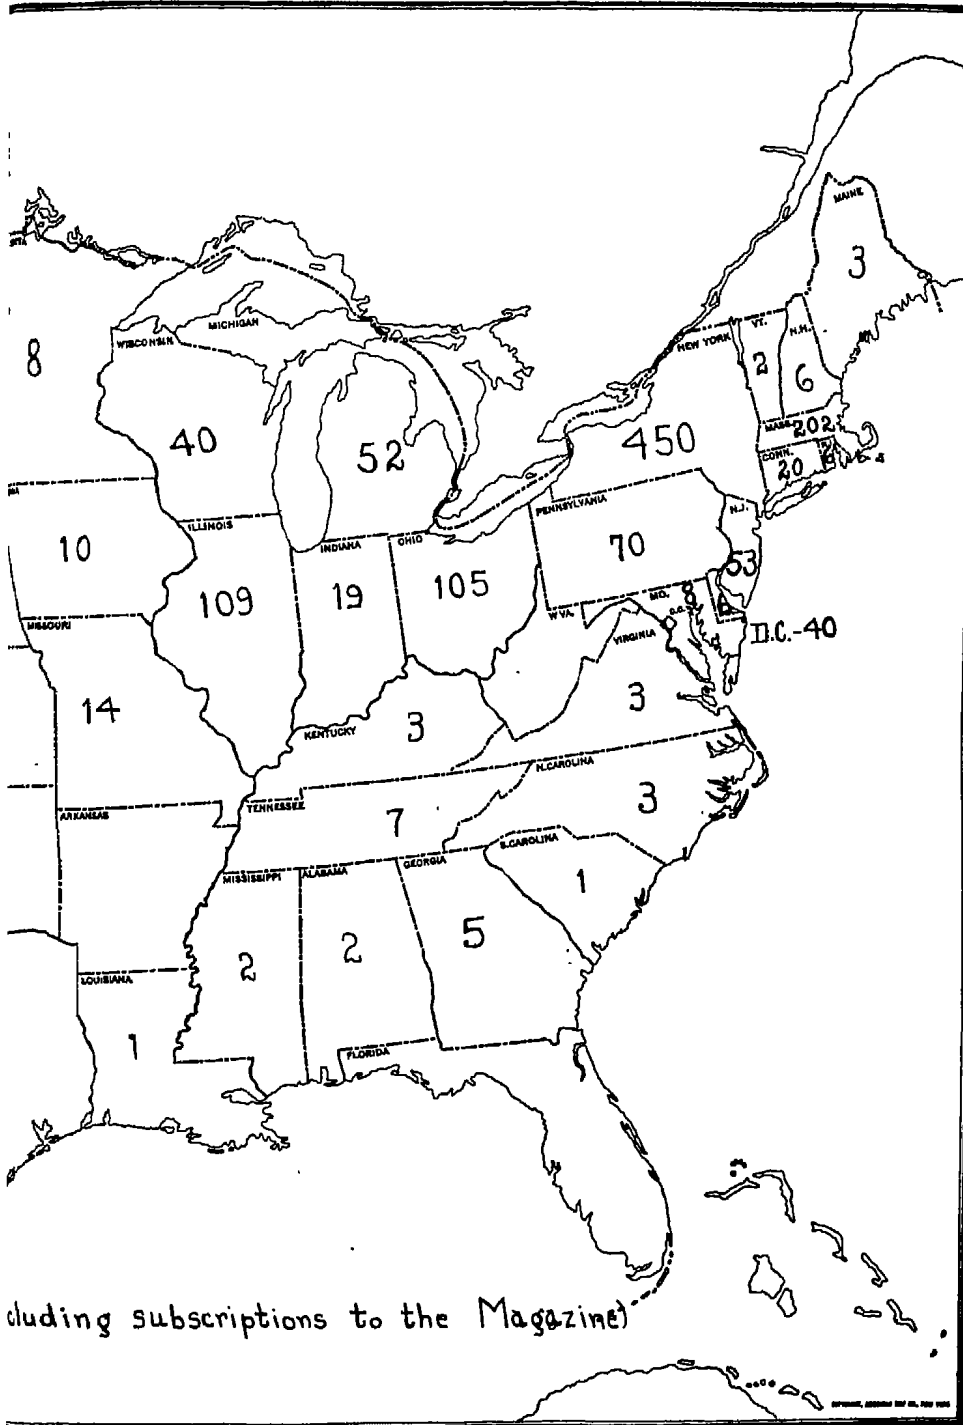 MAINE
3
MICHIGAN
WISCONSIN
NEW YORK
VT.
N.H.
8
2
6
40
52
450
MASS.
202
CONN.
20
ILLINOIS
PENNSYLVANIA
N.J.
INDIANA
OHIO
10
70
53
109
19
105
MD.
8
6
MISSOURI
W VA.
D.C.
VIRGINIA
D.C.-40
14
3
3
KENTUCKY
N.CAROLINA
TENNESSEE
3
ARKANSAS
7
S.CAROLINA
GEORGIA
MISSISSIPPI
ALABAMA
1
5
2
2
LOUISIANA
1
FLORIDA
cluding subscriptions to the Magazine)